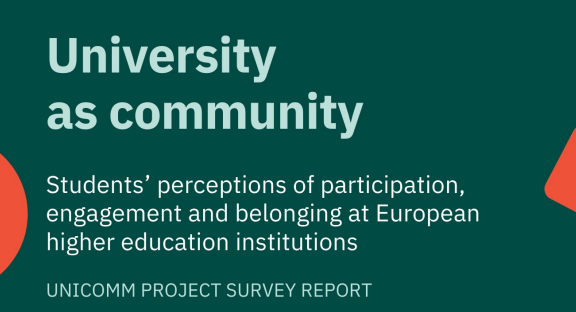 University
as community
Students’ perceptions of participation,
engagement and belonging at European
higher education institutions
UNICOMM PROJECT SURVEY REPORT